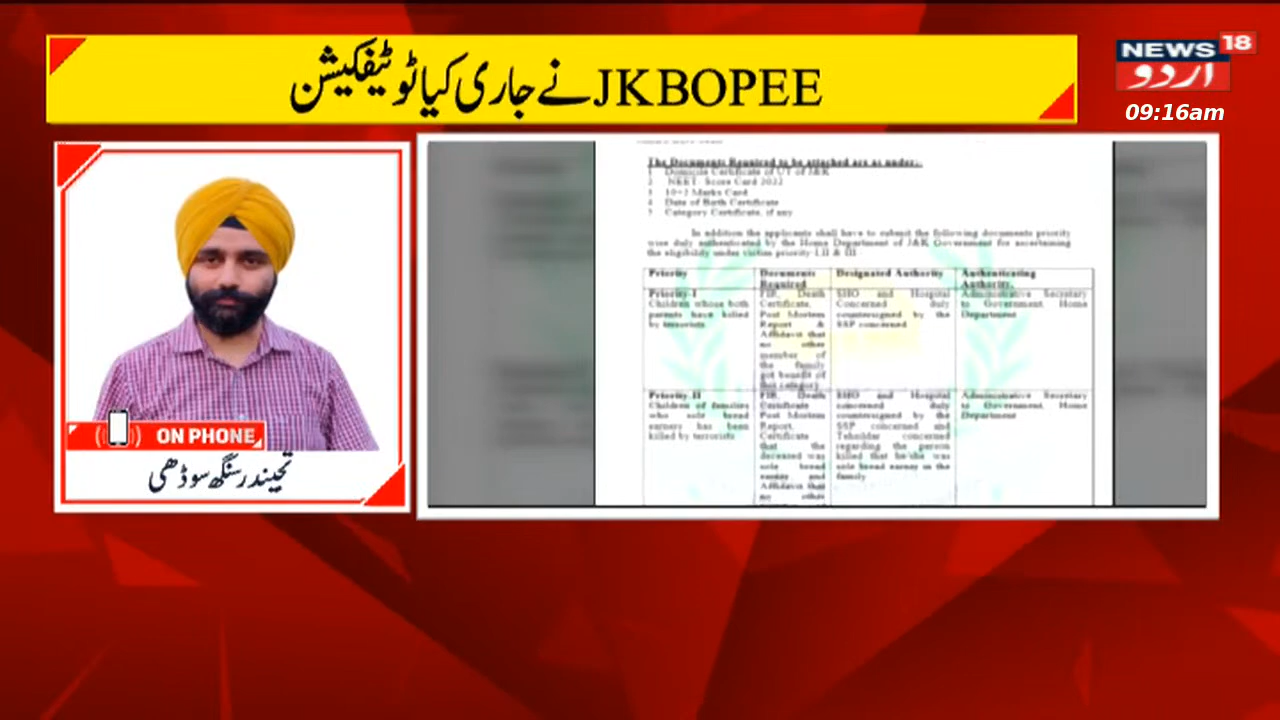 JKBOPEE نے جاری کیا ٹوٹیفکیشن
NEWS 18
اردو
09:16am
The Documents Required to be attached are as under:
1 Domicile Certificate of UT of J&K
2 NEET Score Card 2022
3 10+2 Marks Card
4 Date of Birth Certificate
5 Category Certificate, if any
In addition the applicants shall have to submit the following documents priority
wise duly authenticated by the Home Department of J&K Government for ascertaining
the eligibility under victim priority I,II & III
Priority Documents Required Designated Authority Authenticating Authority.
Priority-I
Children whose both
parents have killed
by terrorists
FIR, Death
Certificate,
Post Mortem
Report &
Affidavit that
no other
member of
the family
got benefit of
that category
SHO and Hospital
Concerned duly
countersigned by the
SSP concerned
Administrative Secretary
to Government Home
Department
Priority II
Children of families
who sole bread
earners has been
killed by terrorists
FIR, Death
Certificate
Post Mortem
Report,
Certificate
that the
deceased was
sole bread
earner and
Affidavit that
no other
SHO and Hospital
concerned duly
countersigned by the
SSP concerned and
Tehsildar concerned
regarding the person
killed that he/she was
sole bread earner in the
family
Administrative Secretary
to Government Home
Department
ON PHONE
تجیندر سنگھ سوڈھی